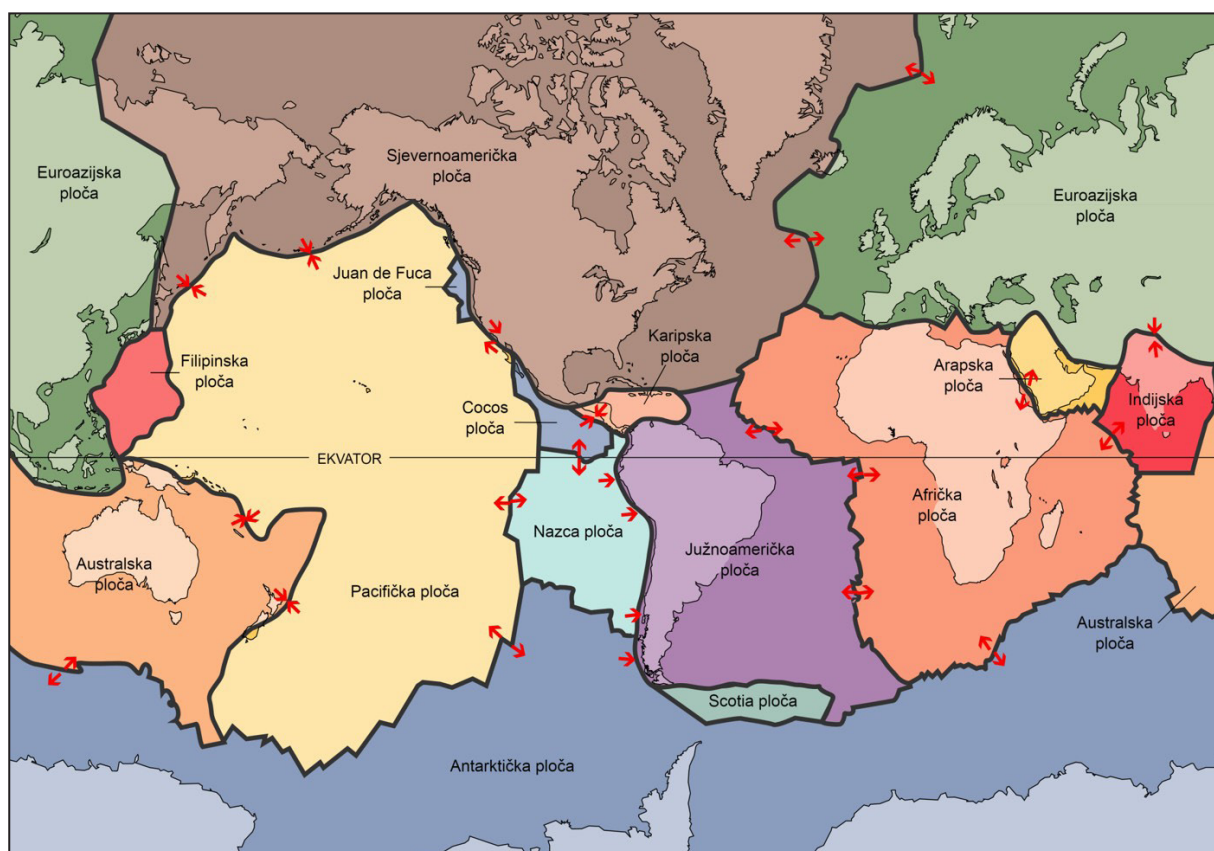 Sjevernoamerička
ploča
Euroazijska
ploča
Euroazijska
ploča
Juan de Fuca
ploča
Karipska
ploča
Filipinska
ploča
Arapska
ploča
Cocos
ploča
Indijska
ploča
EKVATOR
Afrička
ploča
Nazca ploča
Južnoamerička
ploča
Australska
ploča
Pacifička ploča
Australska
ploča
Scotia ploča
Antarktička ploča